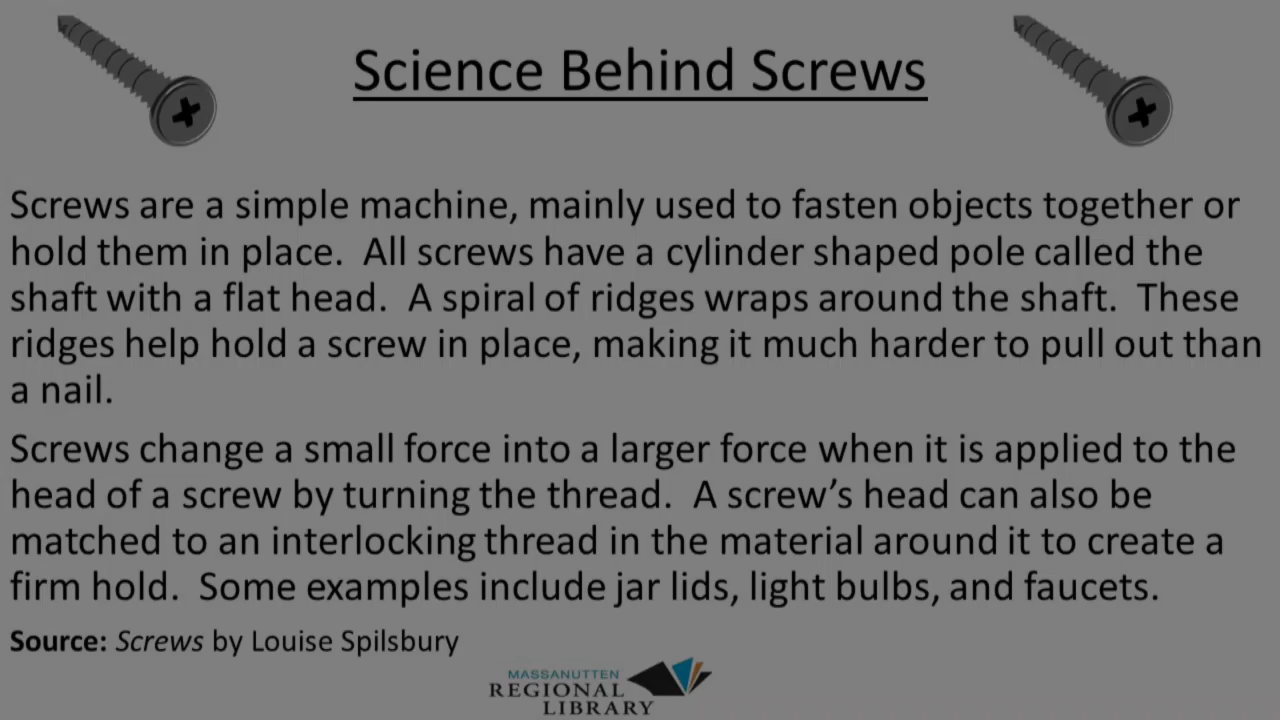 Science Behind Screws
Screws are a simple machine, mainly used to fasten objects together or
hold them in place.  All screws have a cylinder shaped pole called the
shaft with a flat head.  A spiral of ridges wraps around the shaft.  These
ridges help hold a screw in place, making it much harder to pull out than
a nail.
Screws change a small force into a larger force when it is applied to the
head of a screw by turning the thread.  A screw’s head can also be
matched to an interlocking thread in the material around it to create a
firm hold.  Some examples include jar lids, light bulbs, and faucets.
Source: Screws by Louise Spilsbury
MASSANUTTEN
REGIONAL
LIBRARY